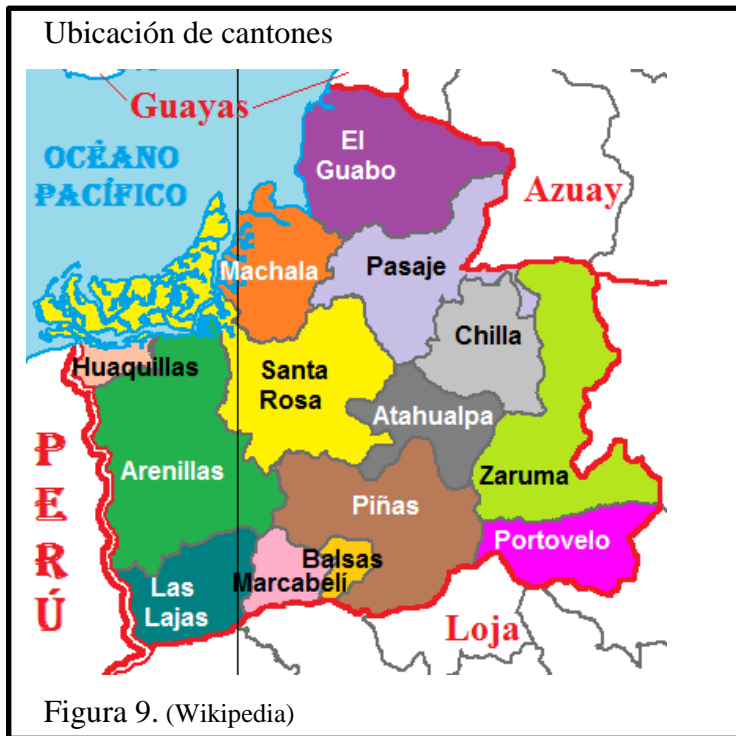 Ubicación de cantones
Guayas
El
Guabo
OCÉANO
PACÍFICO
Azuay
Machala
Pasaje
Chilla
Huaquillas
Santa
Rosa
Atahualpa
PERÚ
Arenillas
Zaruma
Piñas
Portovelo
Balsas
Marcabelí
Las
Lajas
Loja
Figura 9. (Wikipedia)